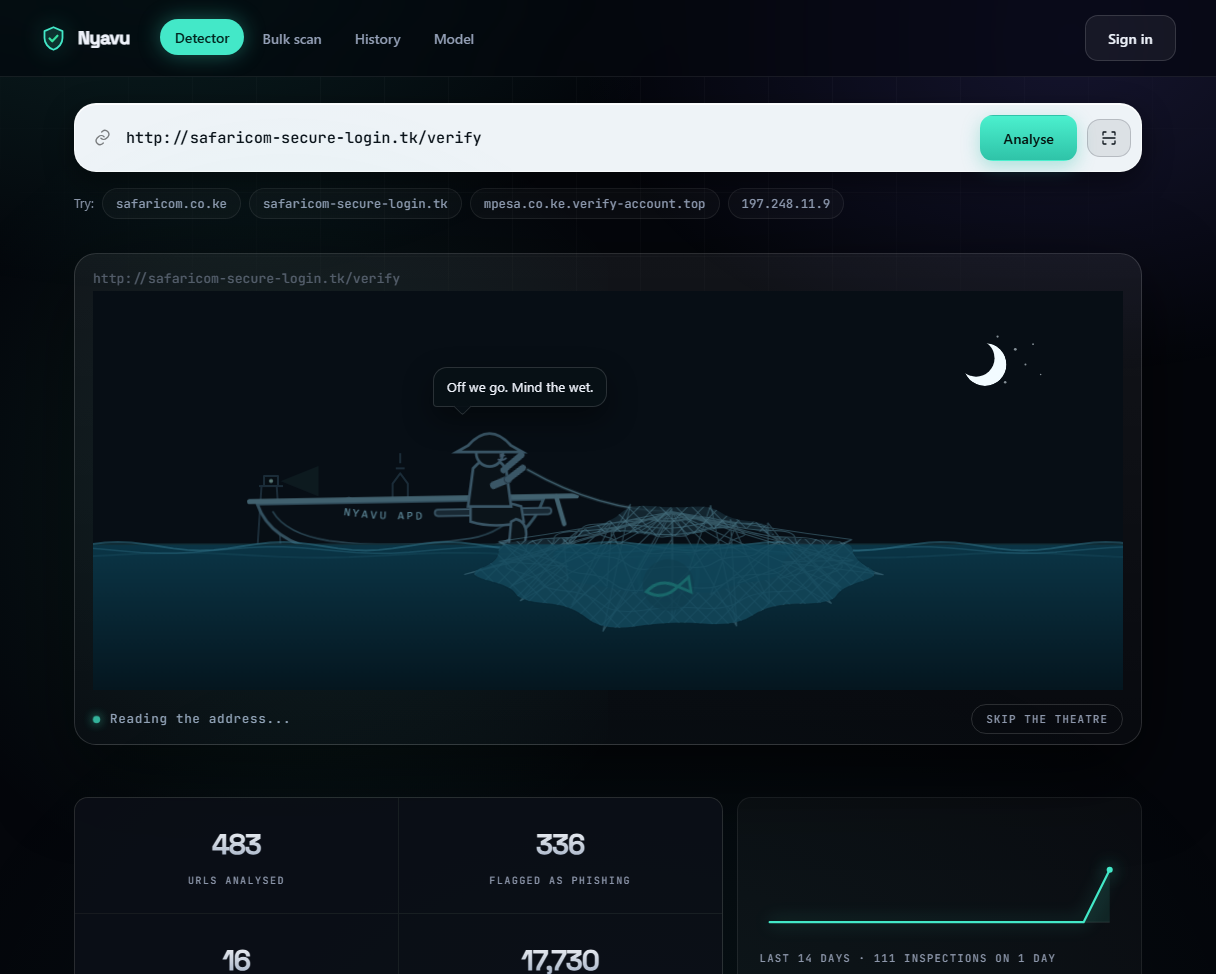 Nyavu
Detector
Bulk scan
History
Model
Sign in
http://safaricom-secure-login.tk/verify
Analyse
Try:
safaricom.co.ke
safaricom-secure-login.tk
mpesa.co.ke.verify-account.top
197.248.11.9
http://safaricom-secure-login.tk/verify
Off we go. Mind the wet.
NYAVU APD
Reading the address...
SKIP THE THEATRE
483
URLS ANALYSED
336
FLAGGED AS PHISHING
16
17,730
LAST 14 DAYS · 111 INSPECTIONS ON 1 DAY